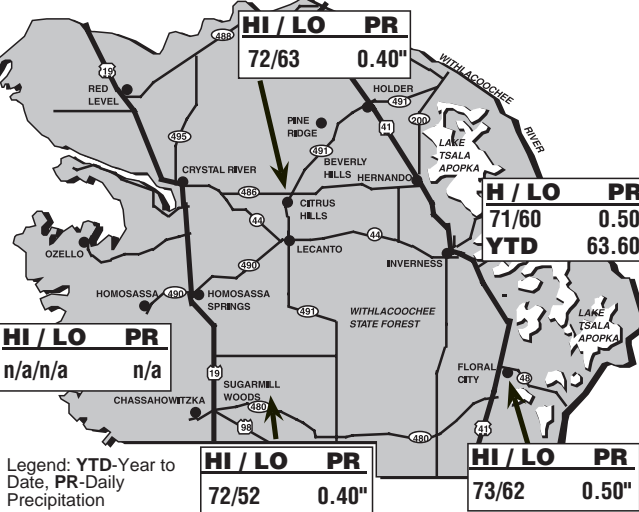 HI / LO PR
72/63 0.40"
488
19
RED
LEVEL
WITHLACOOCHEE
RIVER
HOLDER
491
200
41
PINE
RIDGE
495
491
LAKE
TSALA
APOPKA
BEVERLY
HILLS
HERNANDO
CRYSTAL RIVER
486
CITRUS
HILLS
H / LO PR
71/60 0.50
YTD 63.60
44
44
LECANTO
OZELLO
INVERNESS
490
HOMOSASSA
490
HOMOSASSA
SPRINGS
491
WITHLACOOCHEE
STATE FOREST
LAKE
TSALA
APOPKA
HI / LO PR
n/a/n/a n/a
19
FLORAL
CITY
48
SUGARMILL
WOODS
CHASSAHOWITZKA
480
98
480
41
HI / LO PR
72/52 0.40"
HI / LO PR
73/62 0.50"
Legend: YTD-Year to
Date, PR-Daily
Precipitation